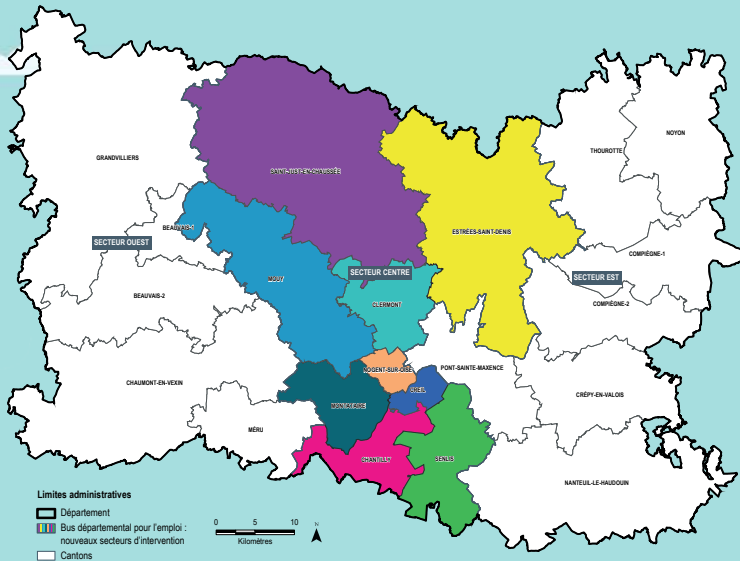 NOYON
THOUROTTE
GRANDVILLIERS
SAINT-JUST-EN-CHAUSSÉE
BEAUVAIS-1
ESTRÉES-SAINT-DENIS
SECTEUR OUEST
COMPIÈGNE-1
SECTEUR CENTRE
SECTEUR EST
MOUY
BEAUVAIS-2
CLERMONT
COMPIÈGNE-2
NOGENT-SUR-OISE
PONT-SAINTE-MAXENCE
CHAUMONT-EN-VEXIN
CREIL
CRÉPY-EN-VALOIS
MONTATAIRE
MÉRU
CHANTILLY
SENLIS
NANTEUIL-LE-HAUDOUIN
Limites administratives
Département
Bus départemental pour l'emploi :
nouveaux secteurs d'intervention
Cantons
0 5 10
Kilomètres
N